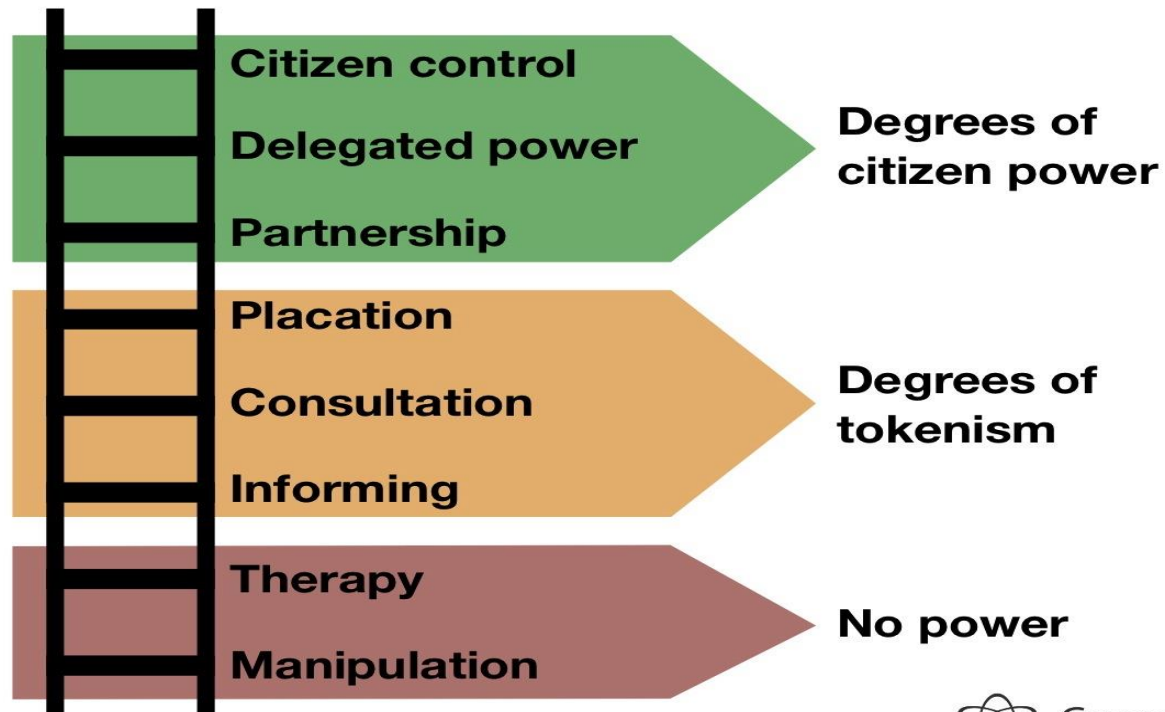 Citizen control
Delegated power
Partnership
Degrees of
citizen power
Placation
Consultation
Informing
Degrees of
tokenism
Therapy
Manipulation
No power